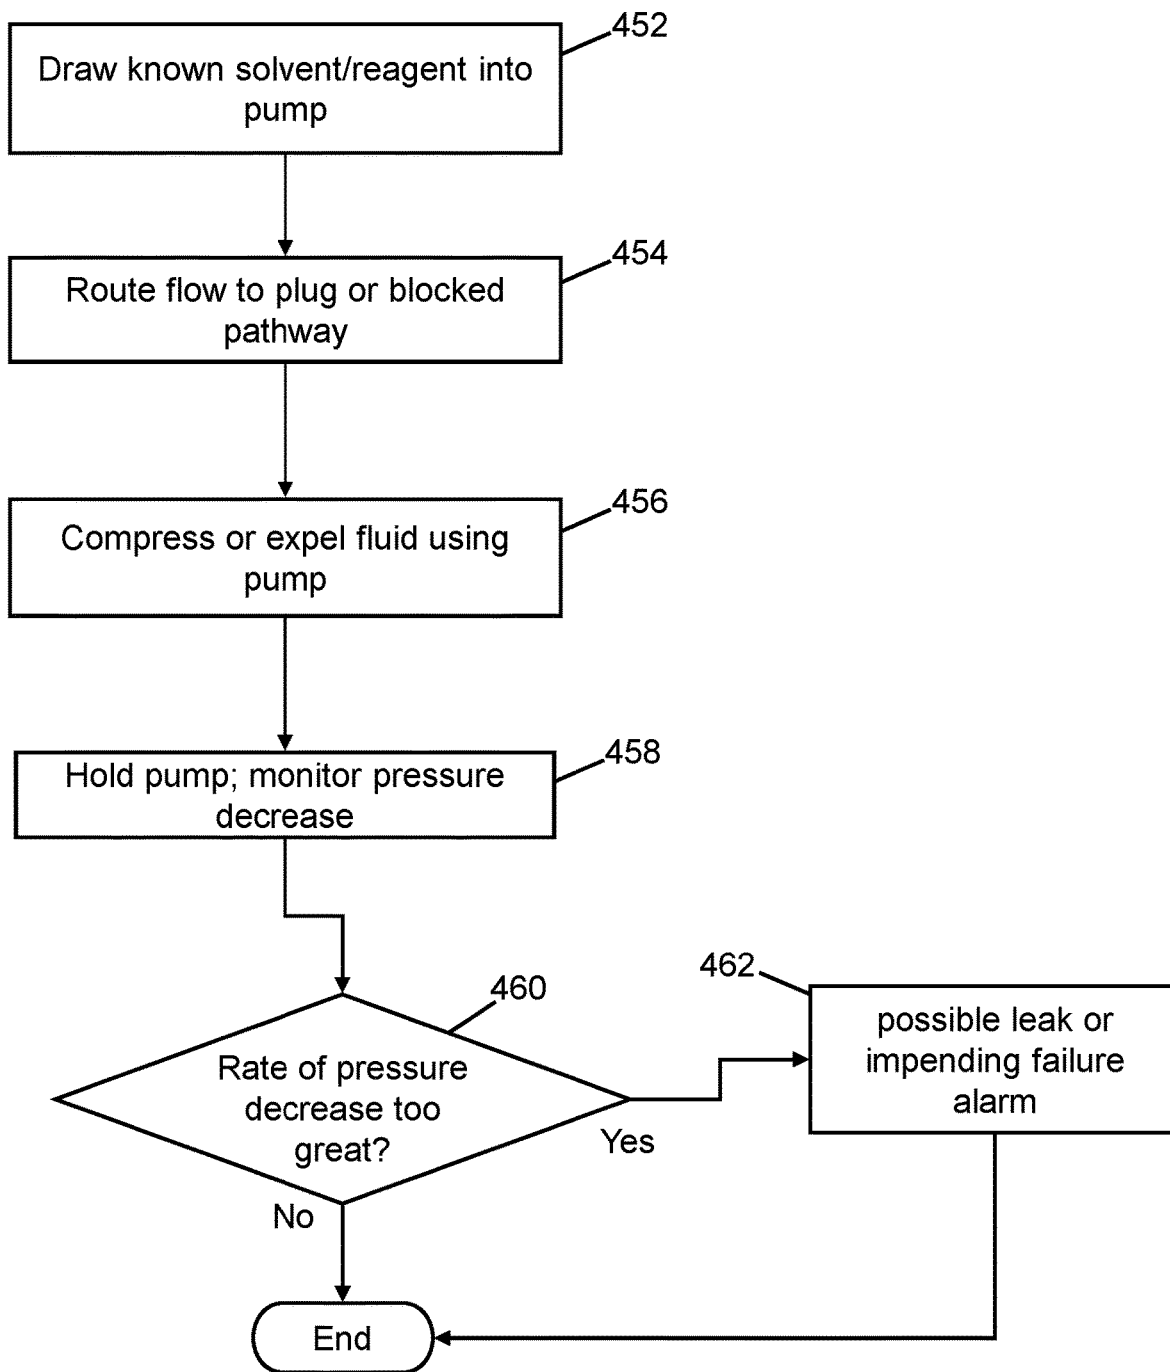 452
Draw known solvent/reagent into
pump
454
Route flow to plug or blocked
pathway
456
Compress or expel fluid using
pump
458
Hold pump; monitor pressure
decrease
460
Rate of pressure
decrease too
great?
Yes
No
462
possible leak or
impending failure
alarm
End